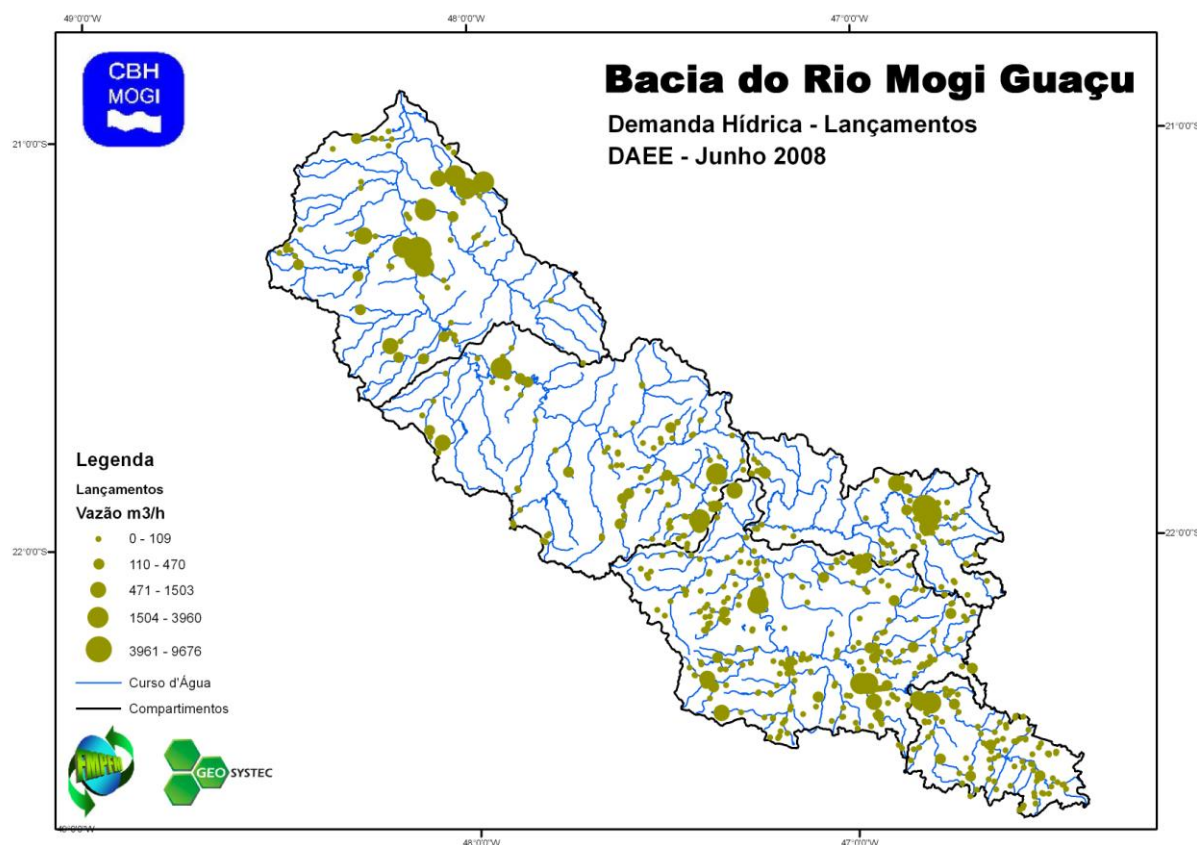 49°0'0"W
48°0'0"W
47°0'0"W
CBH
MOGI
Bacia do Rio Mogi Guaçu
Demanda Hídrica - Lançamentos
DAEE - Junho 2008
21°0'0"S
21°0'0"S
Legenda
Lançamentos
Vazão m3/h
0 - 109
110 - 470
471 - 1503
1504 - 3960
3961 - 9676
Curso d'Água
Compartimentos
22°0'0"S
22°0'0"S
FMPFM
GEO SYSTEC
48°0'0"W
47°0'0"W